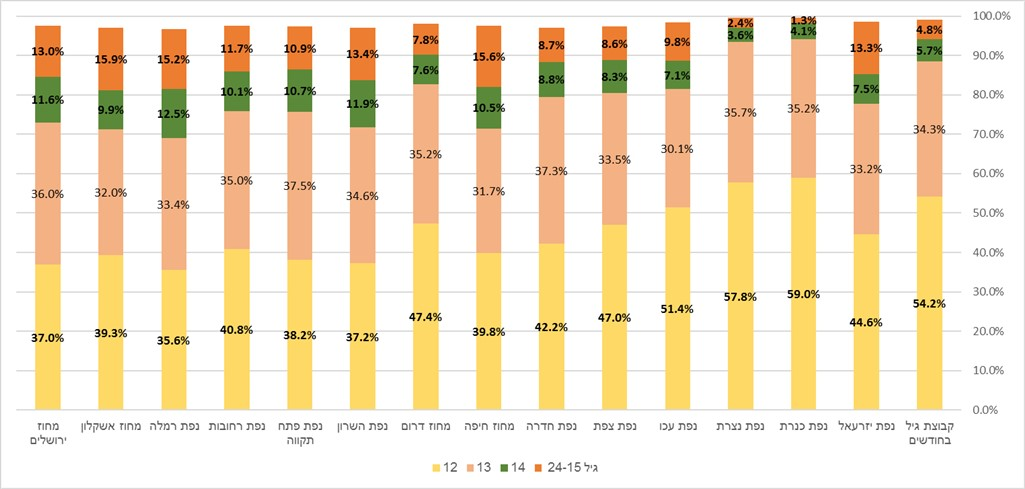 100.0%
90.0%
80.0%
70.0%
60.0%
50.0%
40.0%
30.0%
20.0%
10.0%
0.0%
13.0% 15.9% 15.2% 11.7% 10.9% 13.4% 7.8% 15.6% 8.7% 8.6% 9.8% 2.4% 1.3% 13.3% 4.8%
11.6% 9.9% 12.5% 10.1% 10.7% 11.9% 7.6% 10.5% 8.8% 8.3% 7.1% 3.6% 4.1% 7.5% 5.7%
36.0% 32.0% 33.4% 35.0% 37.5% 34.6% 35.2% 31.7% 37.3% 33.5% 30.1% 35.7% 35.2% 33.2% 34.3%
37.0% 39.3% 35.6% 40.8% 38.2% 37.2% 47.4% 39.8% 42.2% 47.0% 51.4% 57.8% 59.0% 44.6% 54.2%
קבוצת גיל
בחודשים
נפת יזרעאל
נפת כנרת
נפת נצרת
נפת עכו
נפת צפת
נפת חדרה
מחוז חיפה
מחוז דרום
נפת השרון
נפת פתח
תקווה
נפת רחובות
נפת רמלה
מחוז אשקלון
מחוז
ירושלים
12 13 14 גיל 24-15